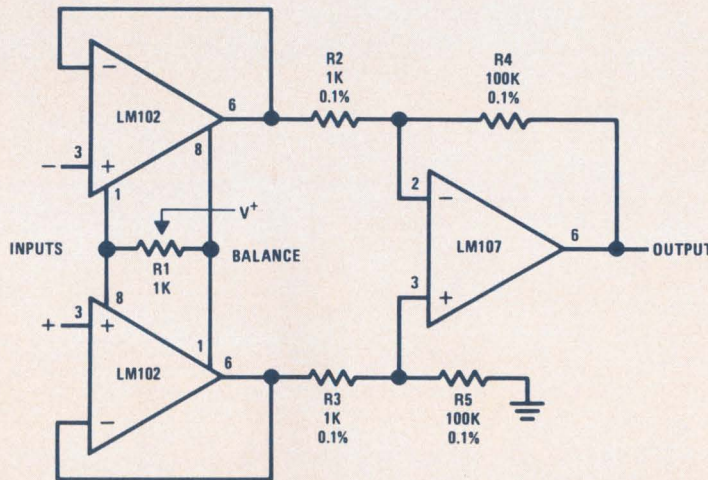 R2
1K
0.1%
R4
100K
0.1%
−
6
LM102
8
3
− +
1
2
−
V+
6
INPUTS
OUTPUT
R1
1K
BALANCE
LM107
3
+
8
3
+ +
1
6
LM102
−
R3
1K
0.1%
R5
100K
0.1%